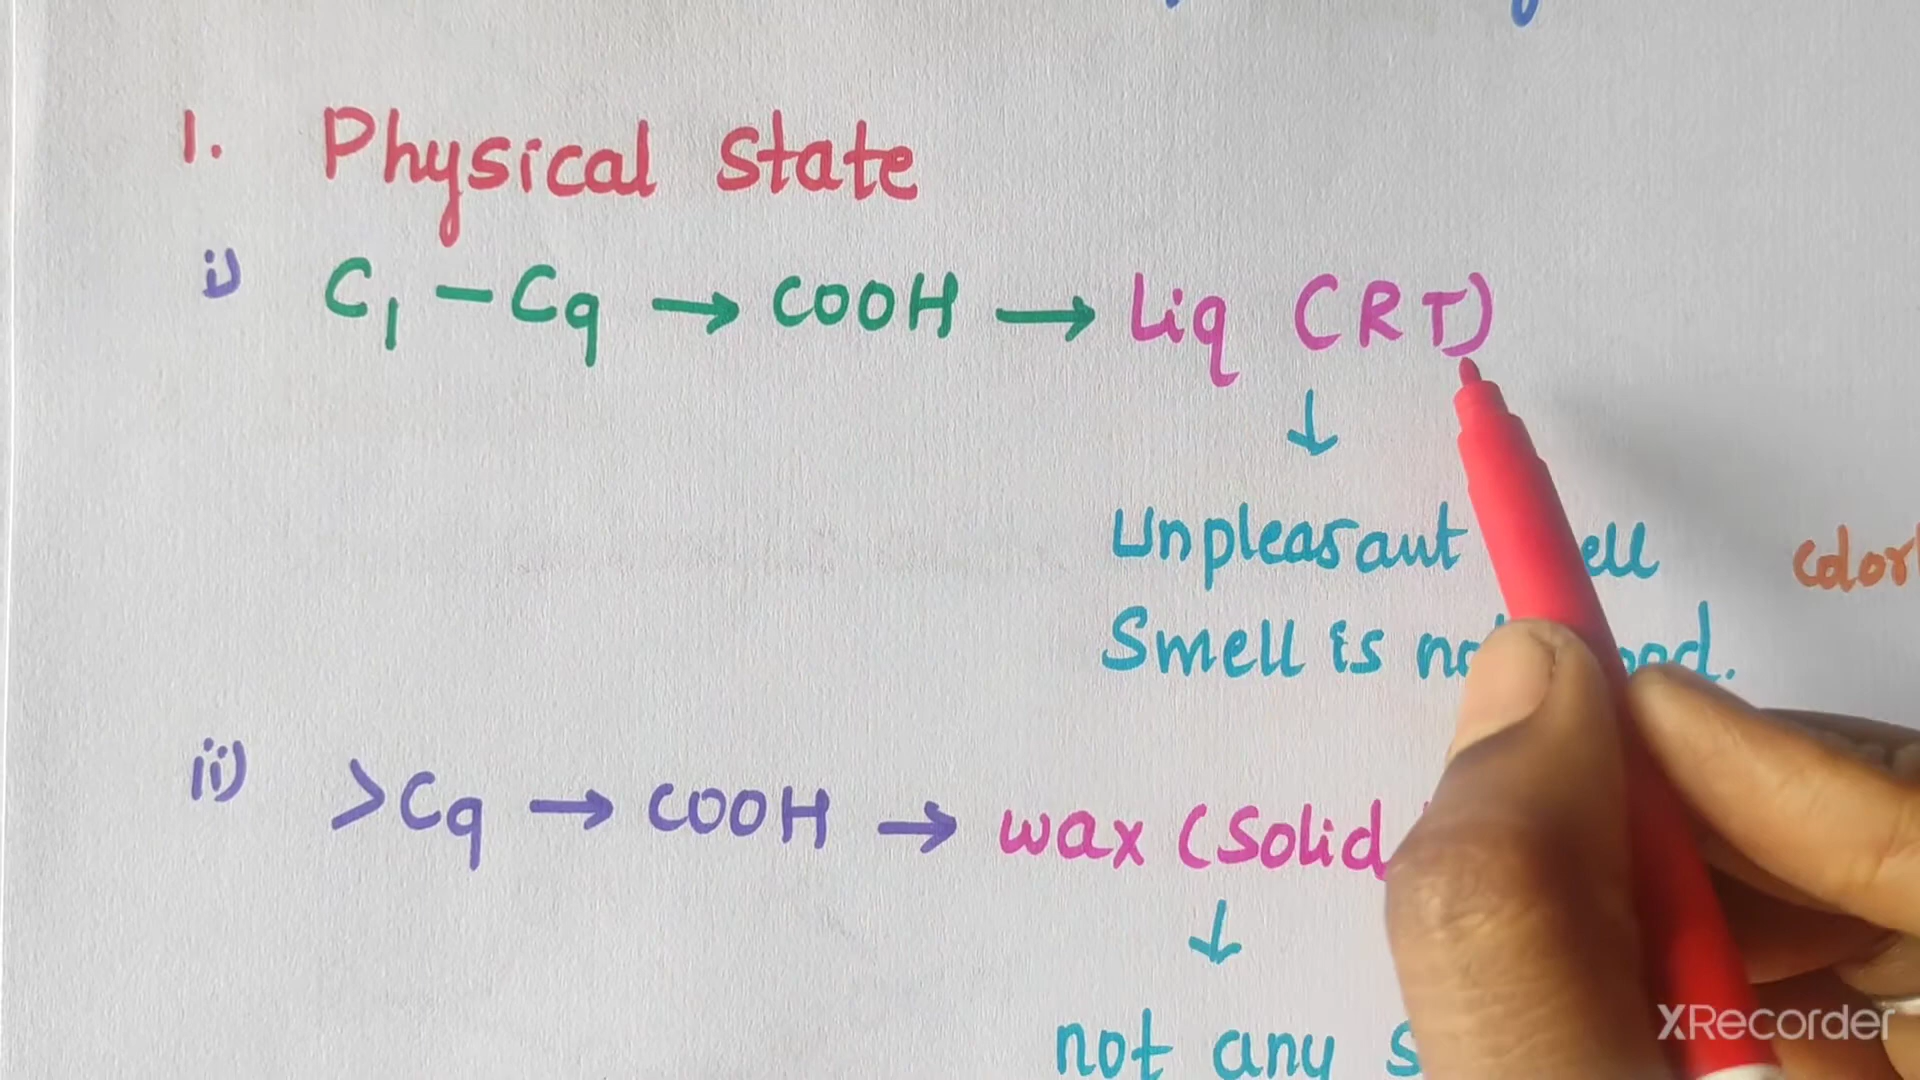 1. Physical state
i) C1 - C9 → COOH → Liq (RT)
↓
Unpleasant
Smell is
ii) >C9 → COOH → wax (Solid
↓
not any
XRecorder